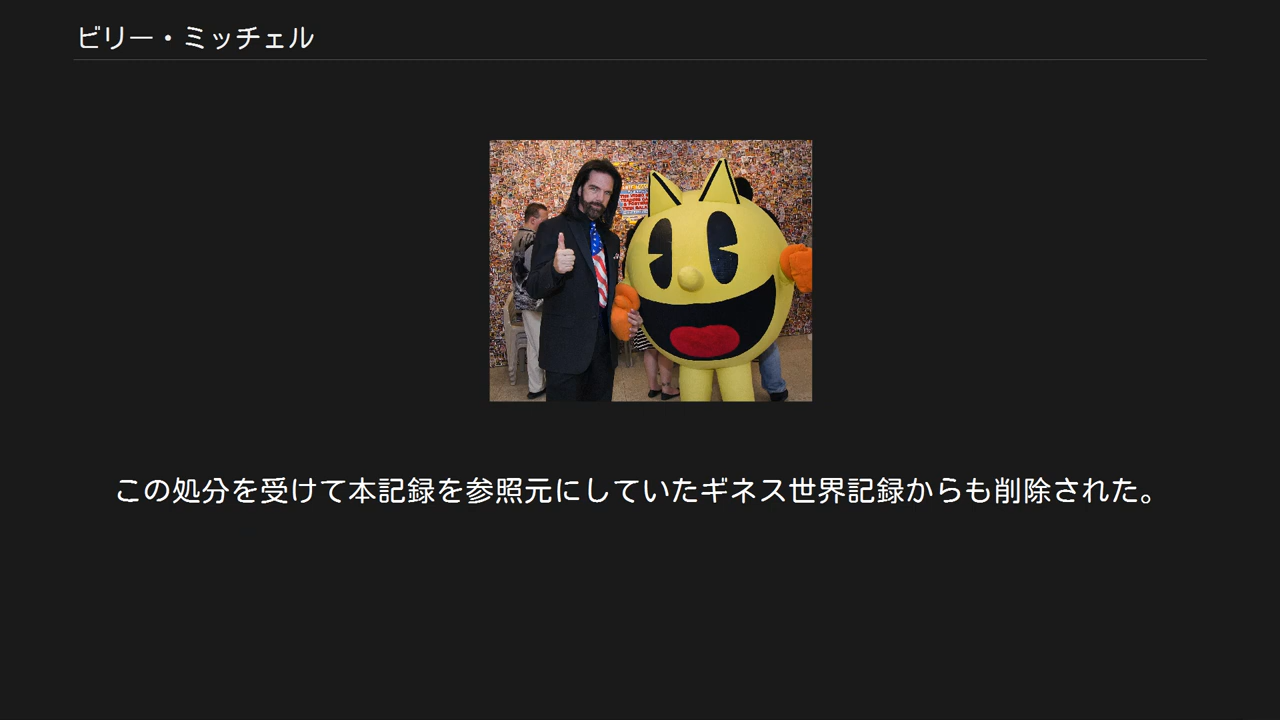 ビリー・ミッチェル
この処分を受けて本記録を参照元にしていたギネス世界記録からも削除された。